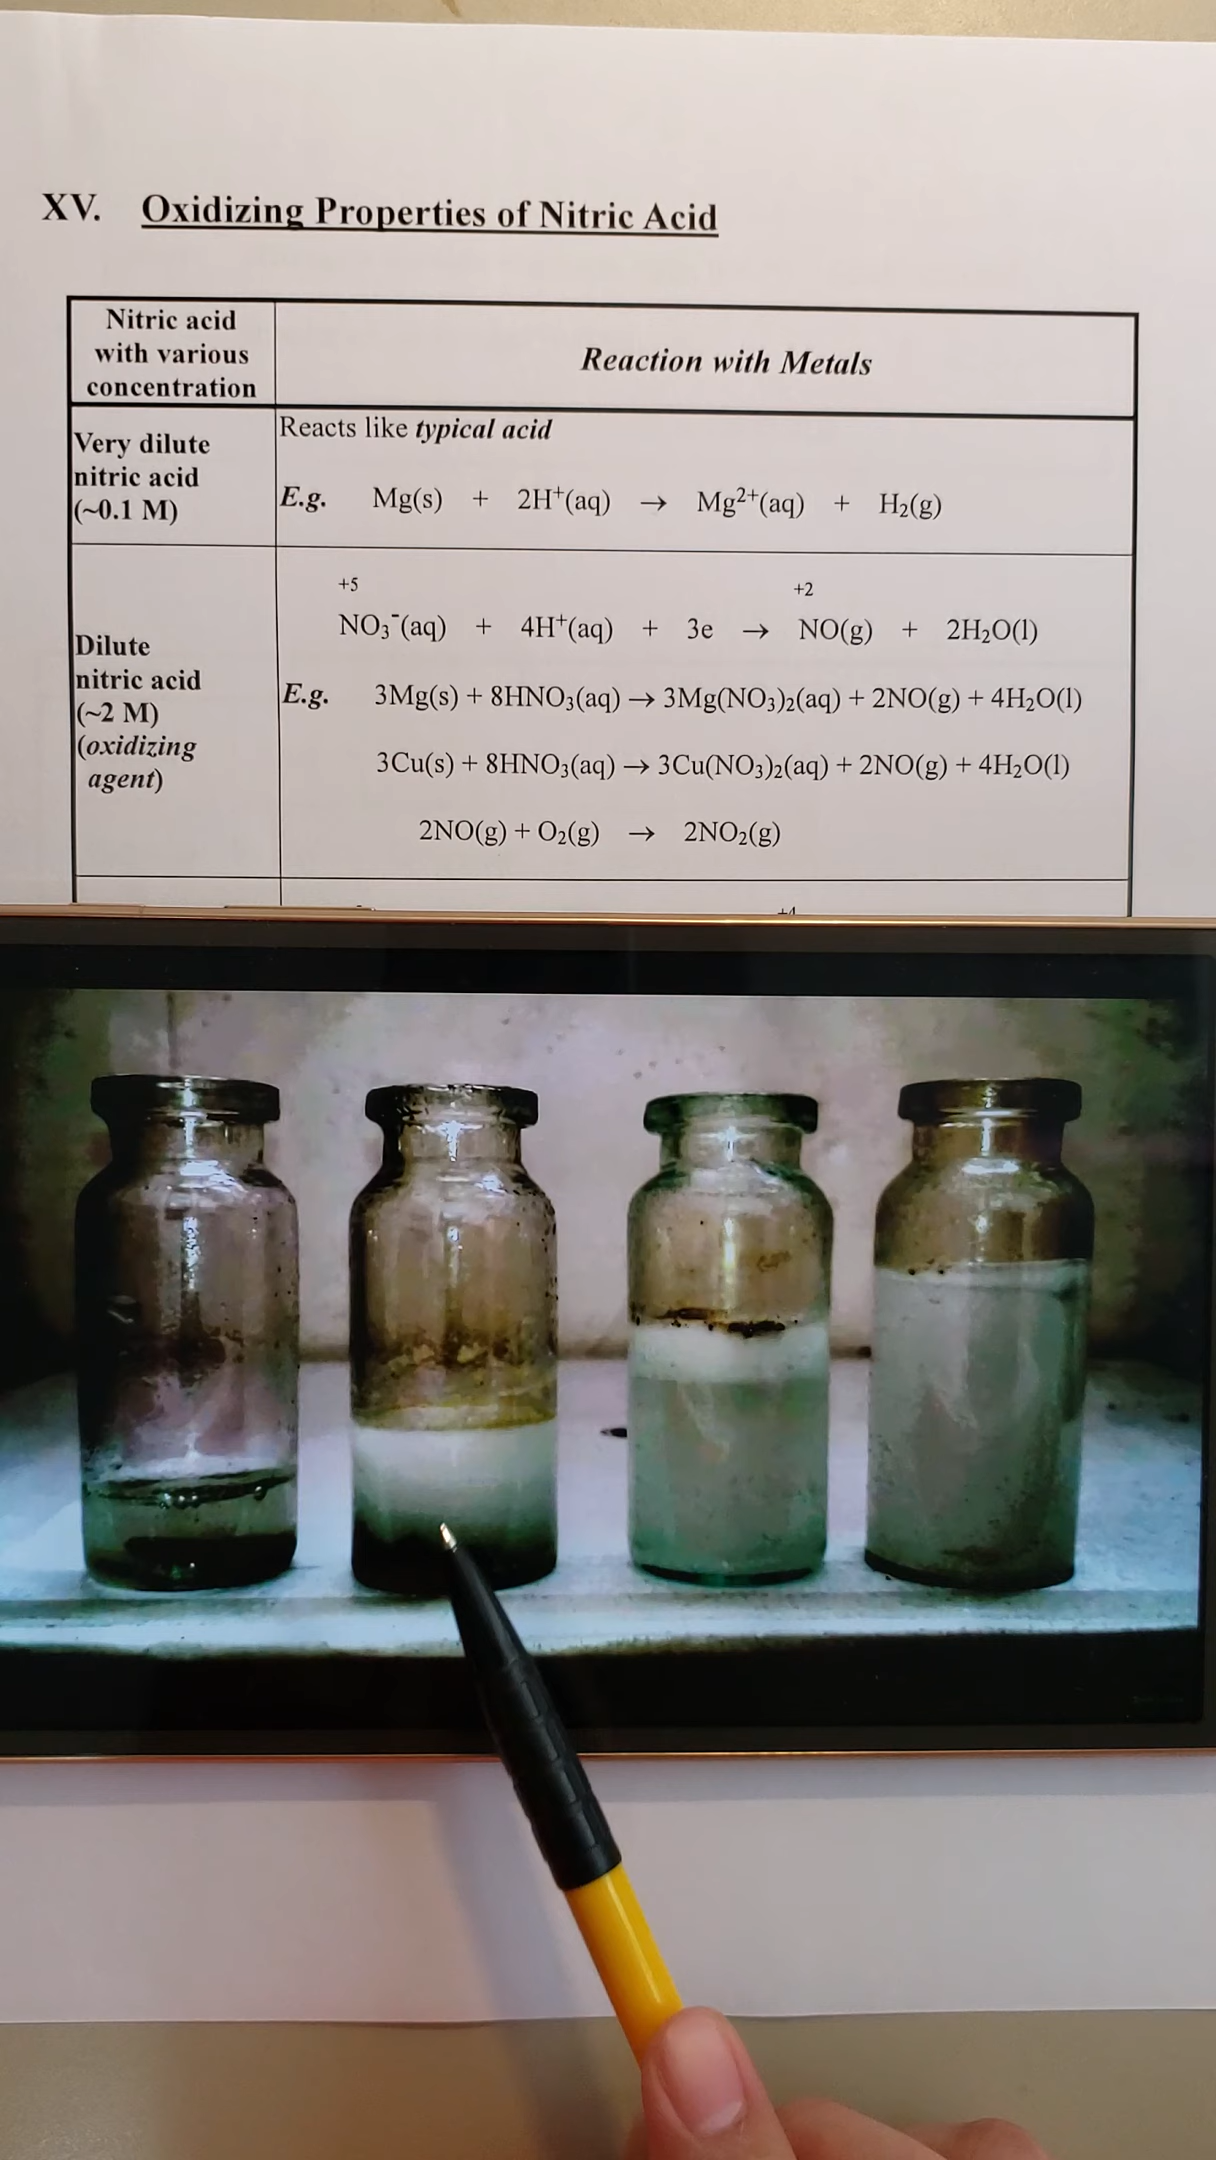 XV. Oxidizing Properties of Nitric Acid
Nitric acid
with various
concentration
Reaction with Metals
Very dilute
nitric acid
(~0.1 M)
Reacts like typical acid
E.g. Mg(s) + 2H⁺(aq) → Mg²⁺(aq) + H₂(g)
Dilute
nitric acid
(~2 M)
(oxidizing
agent)
+5 +2
NO₃⁻(aq) + 4H⁺(aq) + 3e → NO(g) + 2H₂O(l)
E.g. 3Mg(s) + 8HNO₃(aq) → 3Mg(NO₃)₂(aq) + 2NO(g) + 4H₂O(l)
3Cu(s) + 8HNO₃(aq) → 3Cu(NO₃)₂(aq) + 2NO(g) + 4H₂O(l)
2NO(g) + O₂(g) → 2NO₂(g)
+4